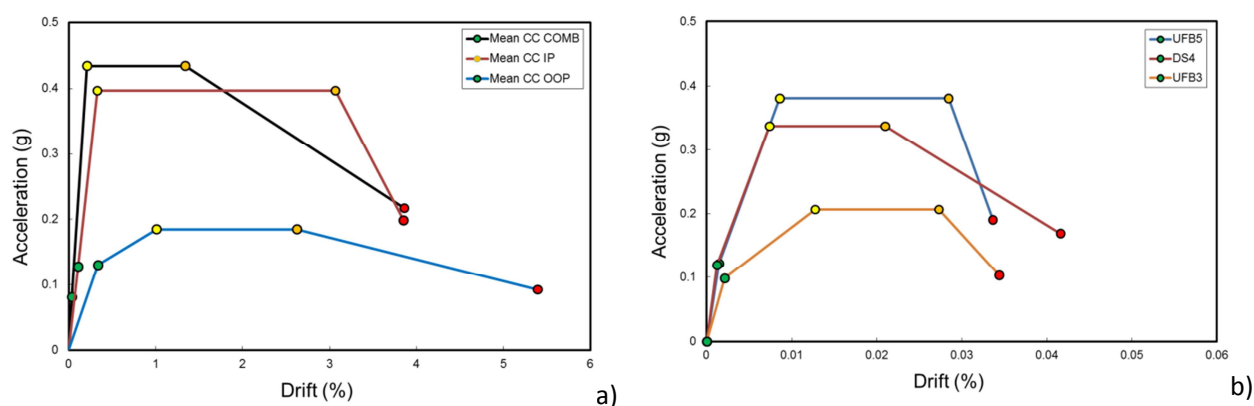 0.5
0.4
0.3
0.2
0.1
0
Acceleration (g)
0 1 2 3 4 5 6
Drift (%)
Mean CC COMB
Mean CC IP
Mean CC OOP
a)
0.5
0.4
0.3
0.2
0.1
0
Acceleration (g)
0 0.01 0.02 0.03 0.04 0.05 0.06
Drift (%)
UFB5
DS4
UFB3
b)